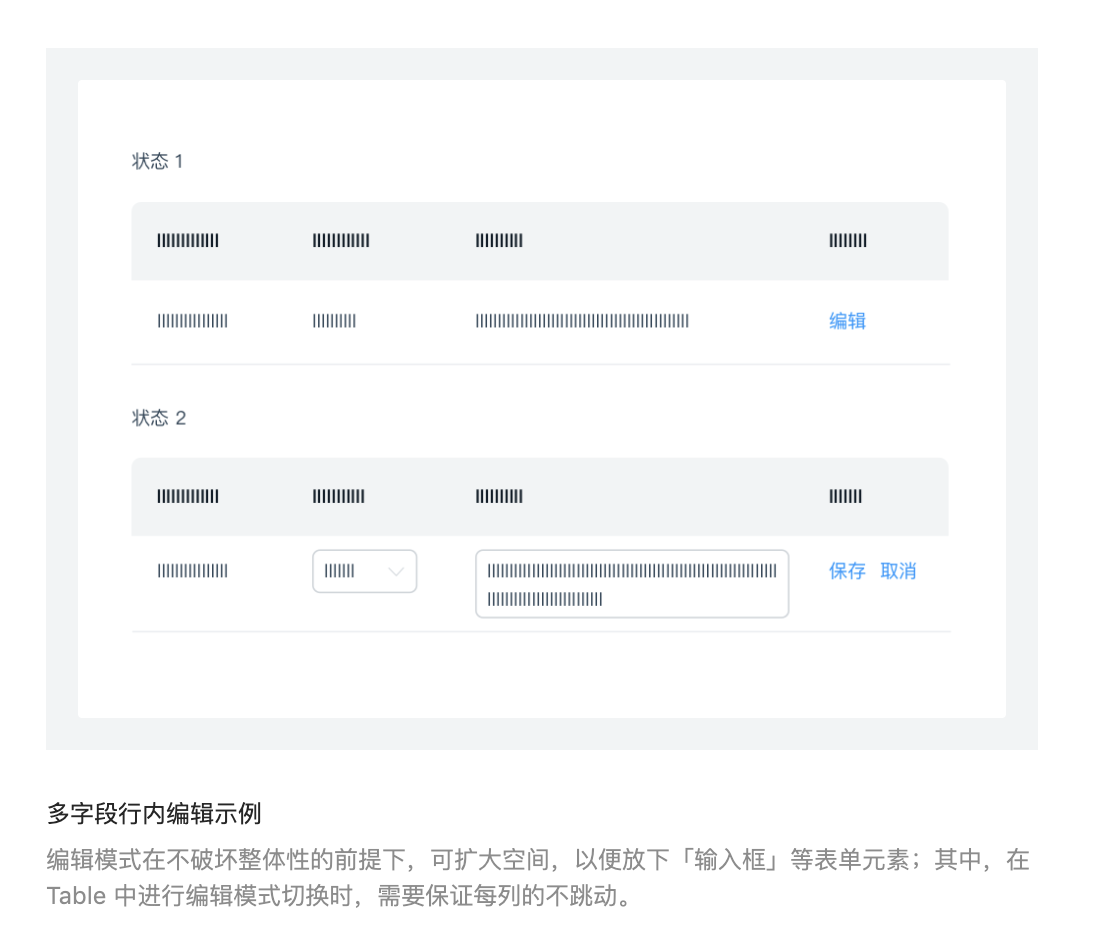 状态 1
编辑
状态 2
保存 取消
多字段行内编辑示例
编辑模式在不破坏整体性的前提下，可扩大空间，以便放下「输入框」等表单元素；其中，在
Table 中进行编辑模式切换时，需要保证每列的不跳动。